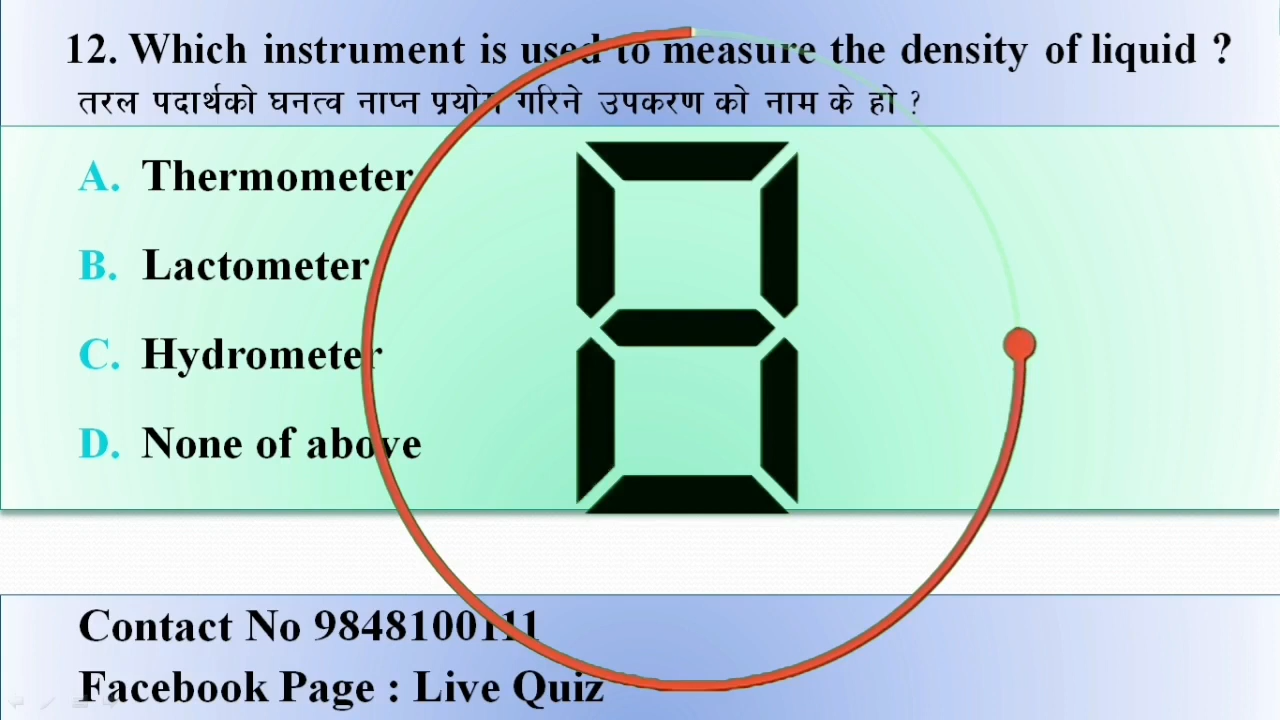 12. Which instrument is used to measure the density of liquid ?
तरल पदार्थको घनत्व नाप्न प्रयोग गरिने उपकरण को नाम के हो ?
A. Thermometer
B. Lactometer
C. Hydrometer
D. None of above
8
Contact No 9848100111
Facebook Page : Live Quiz